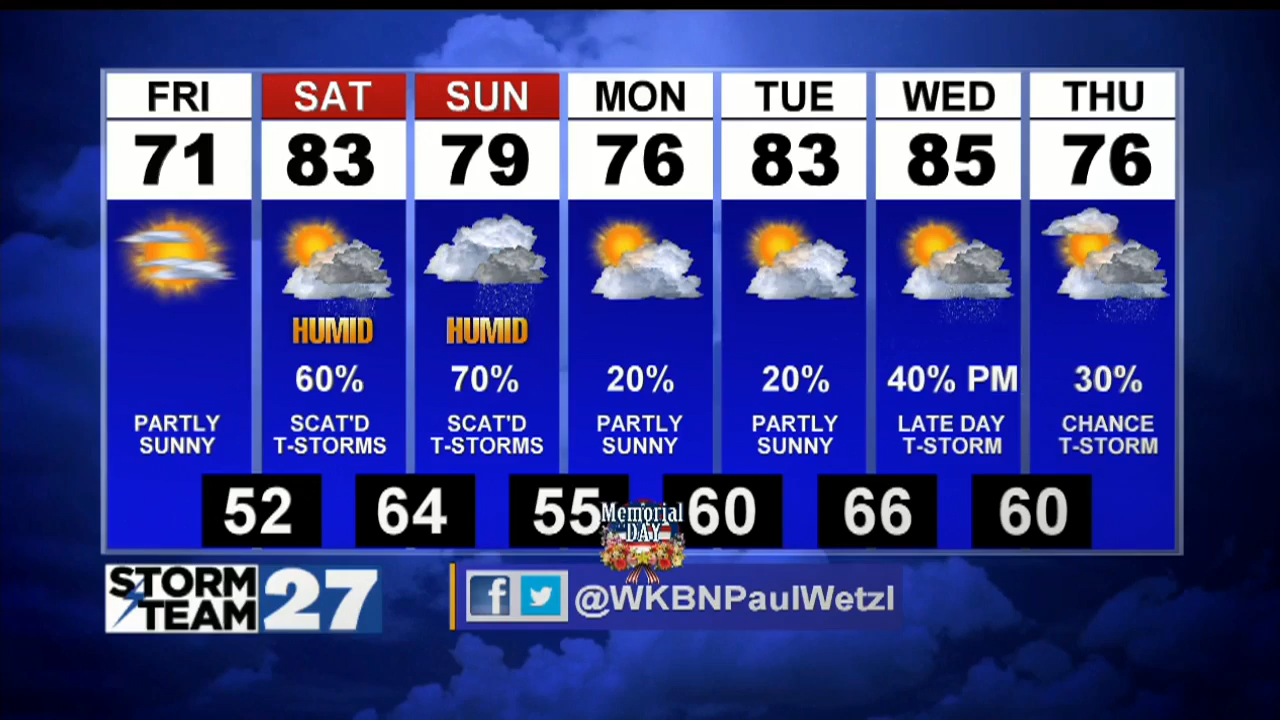 FRI SAT SUN MON TUE WED THU
71 83 79 76 83 85 76
HUMID HUMID
60% 70% 20% 20% 40% PM 30%
PARTLY SCAT'D SCAT'D PARTLY PARTLY LATE DAY CHANCE
SUNNY T-STORMS T-STORMS SUNNY SUNNY T-STORM T-STORM
52 64 55 60 66 60
Memorial
DAY
STORM
TEAM 27
f @WKBNPaulWetzl